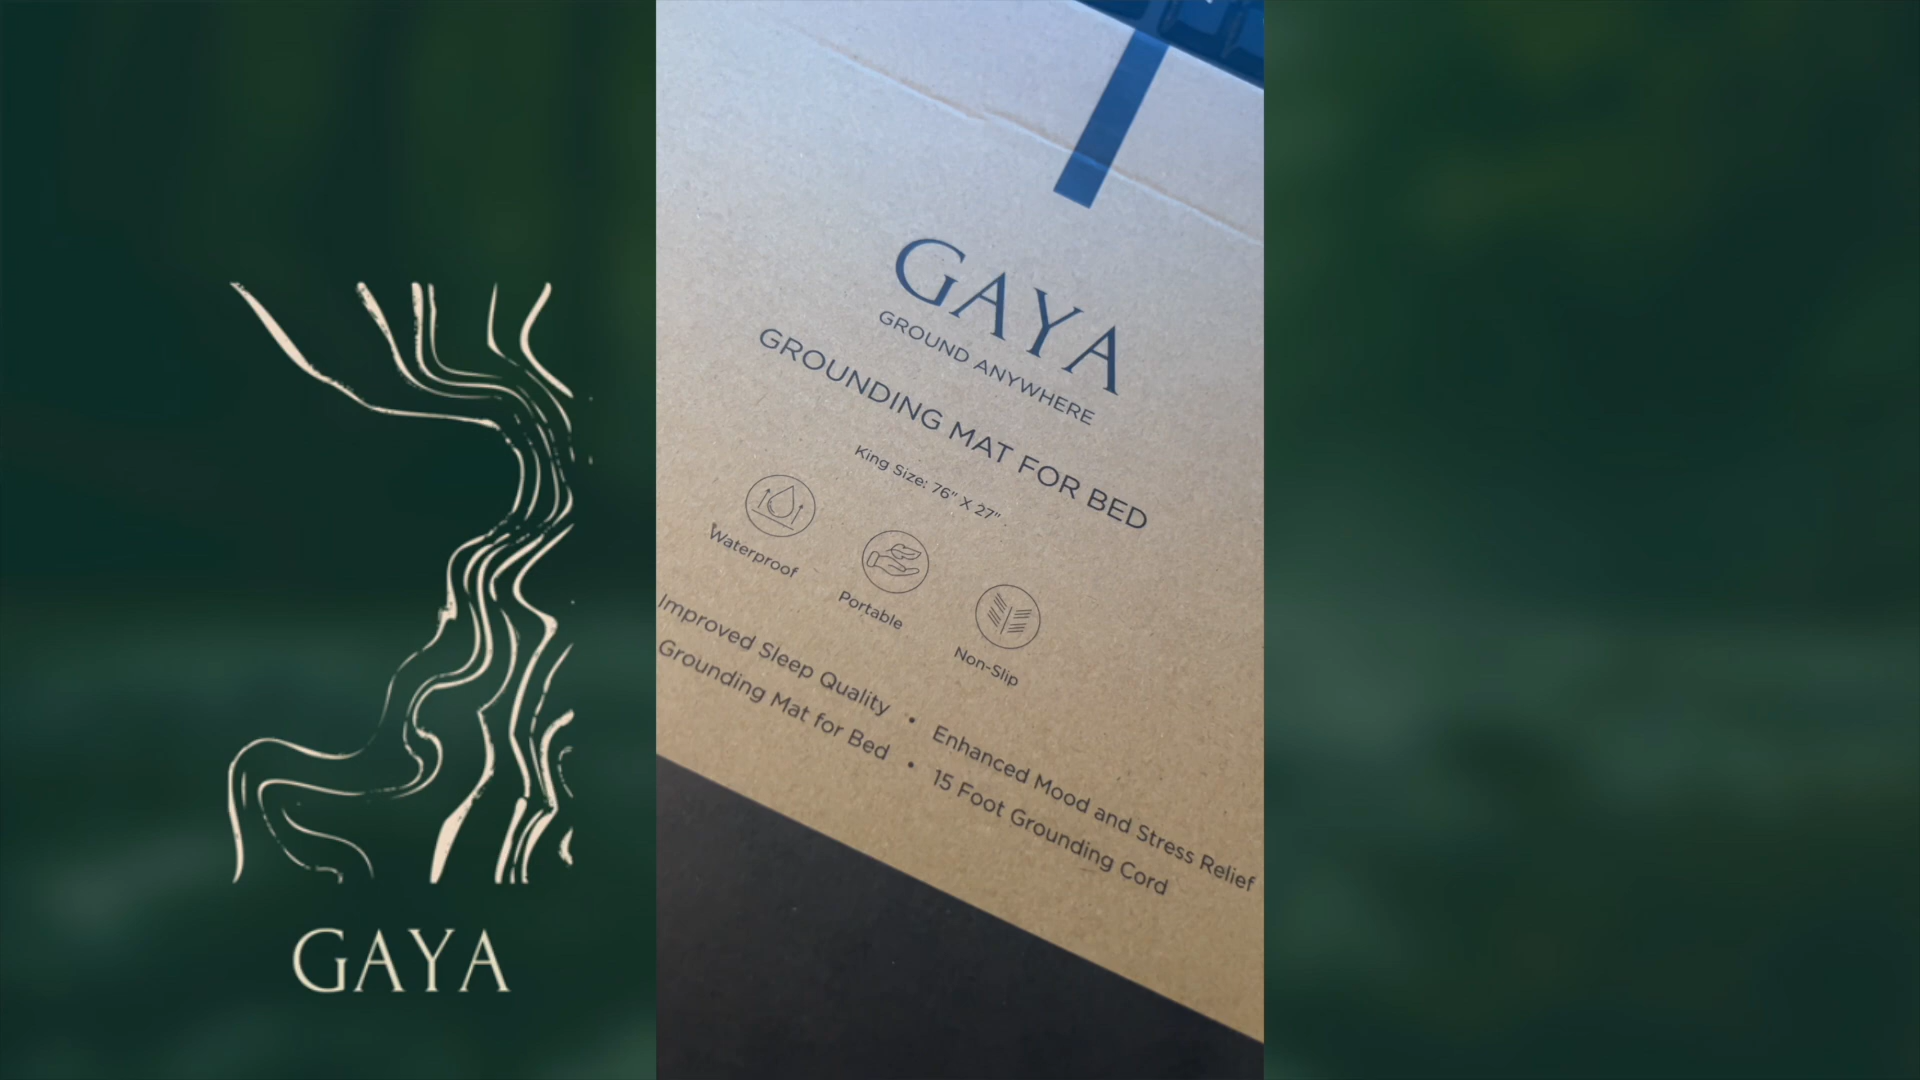 GAYA
GROUND ANYWHERE
GROUNDING MAT FOR BED
King Size: 76" X 27"
Waterproof
Portable
Non-Slip
Improved Sleep Quality • Enhanced Mood and Stress Relief
Grounding Mat for Bed • 15 Foot Grounding Cord
GAYA